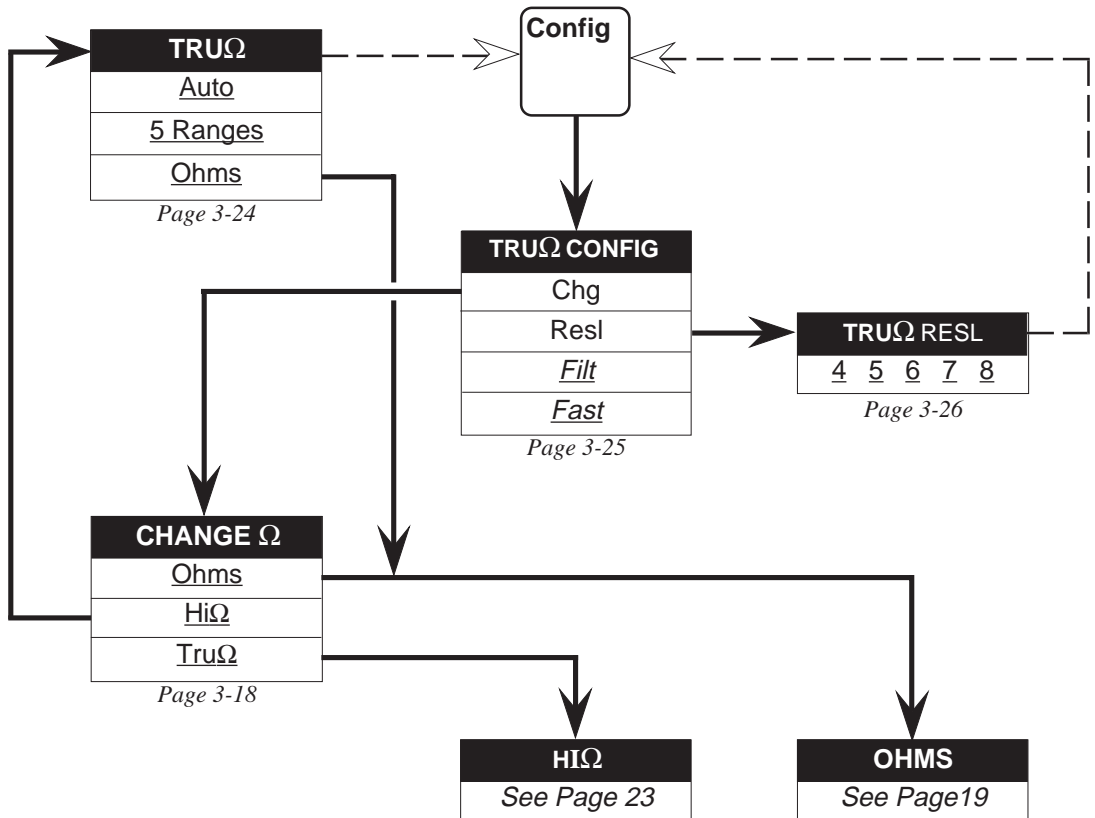 TRUΩ
Auto
5 Ranges
Ohms
Page 3-24
Config
TRUΩ CONFIG
Chg
Resl
Filt
Fast
Page 3-25
TRUΩ RESL
4 5 6 7 8
Page 3-26
CHANGE Ω
Ohms
HiΩ
TruΩ
Page 3-18
HIΩ
See Page 23
OHMS
See Page19